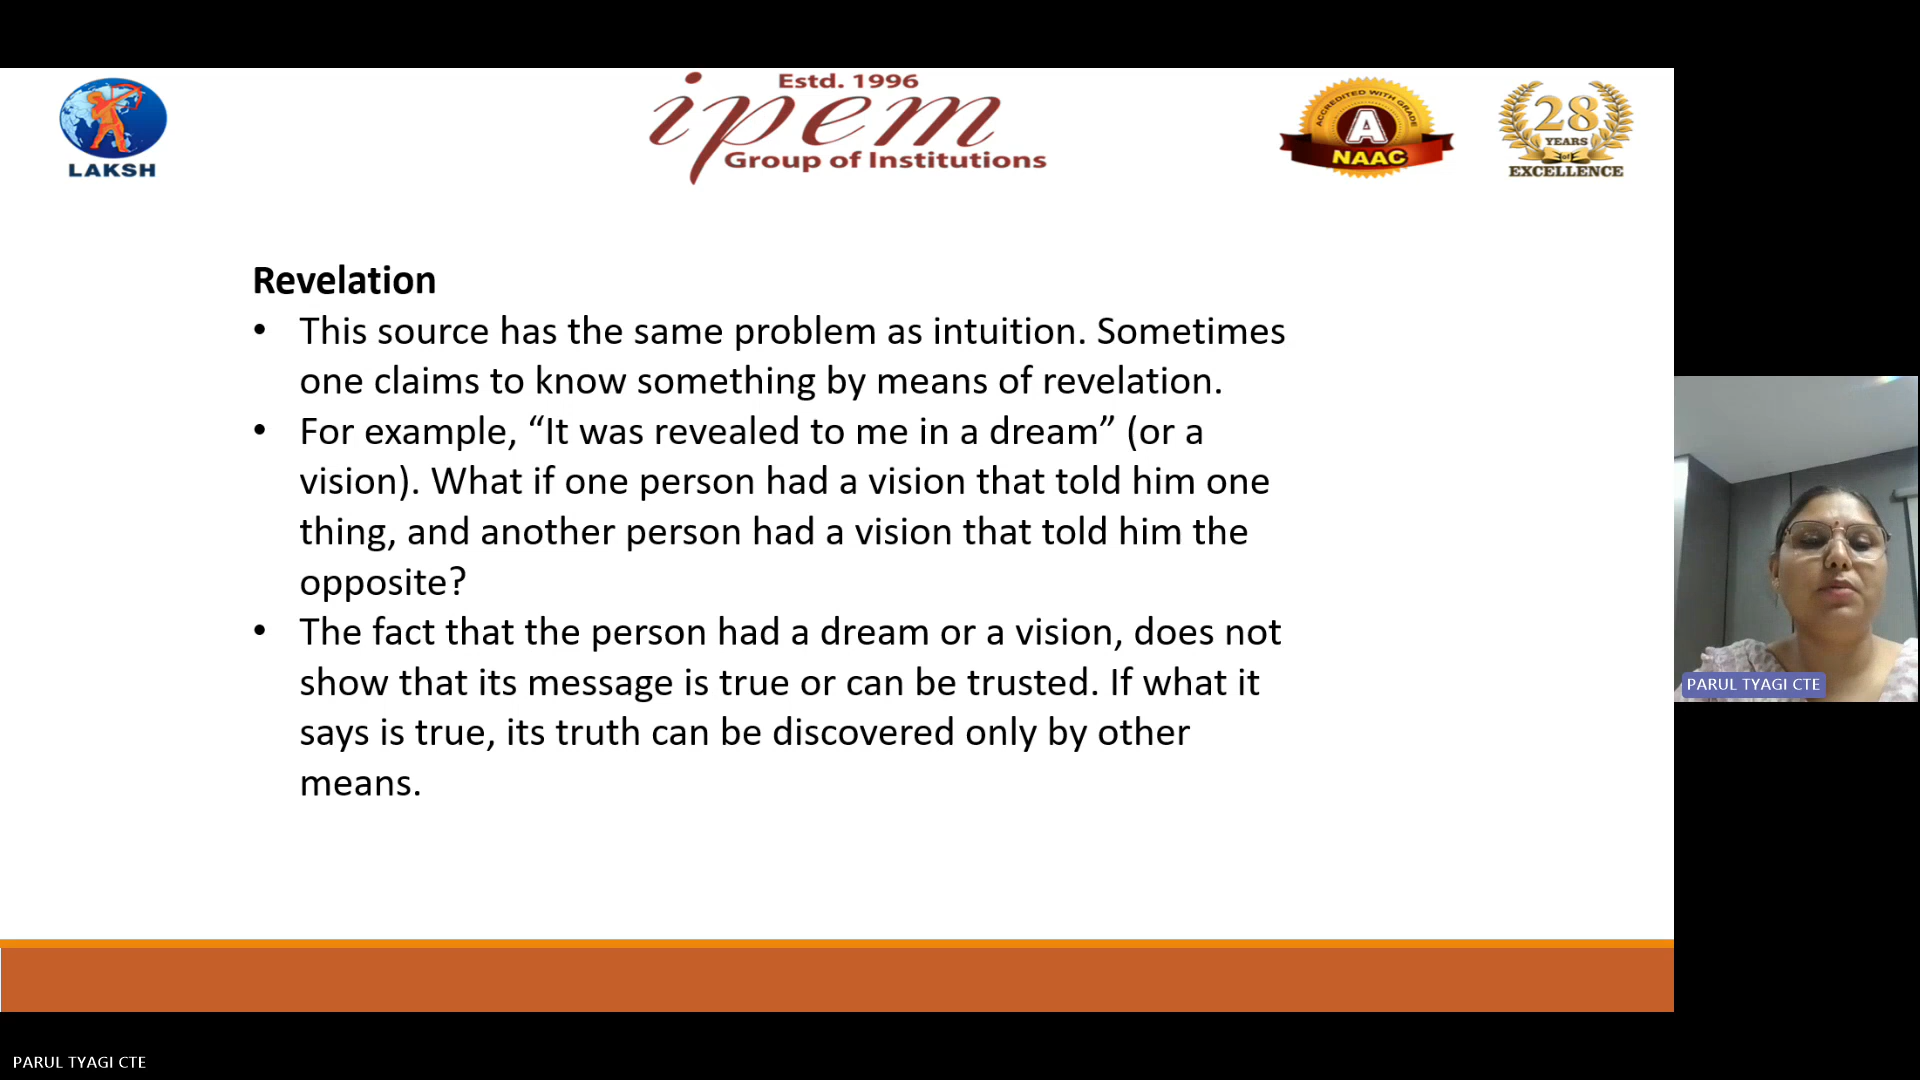 LAKSH
Estd. 1996
ipem
Group of Institutions
ACCREDITED WITH GRADE
A
NAAC
28
YEARS
of
EXCELLENCE
Revelation
• This source has the same problem as intuition. Sometimes
one claims to know something by means of revelation.
• For example, “It was revealed to me in a dream” (or a
vision). What if one person had a vision that told him one
thing, and another person had a vision that told him the
opposite?
• The fact that the person had a dream or a vision, does not
show that its message is true or can be trusted. If what it
says is true, its truth can be discovered only by other
means.
PARUL TYAGI CTE
PARUL TYAGI CTE